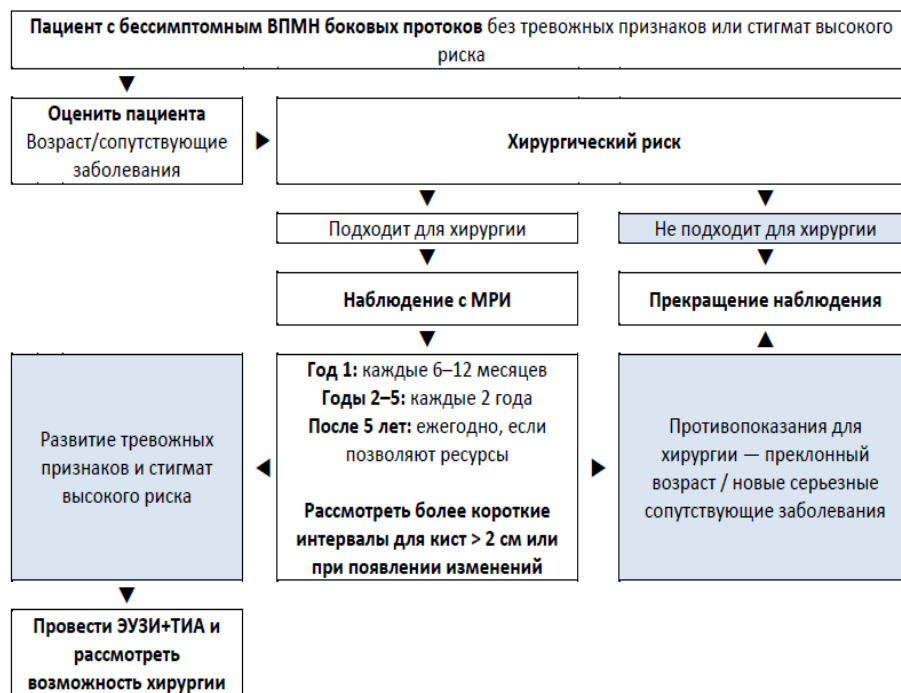 Пациент с бессимптомным ВПМН боковых протоков без тревожных признаков или стигмат высокого
риска
Оценить пациента
Возраст/сопутствующие
заболевания
Хирургический риск
Подходит для хирургии
Не подходит для хирургии
Наблюдение с МРИ
Прекращение наблюдения
Развитие тревожных
признаков и стигмат
высокого риска
Год 1: каждые 6–12 месяцев
Годы 2–5: каждые 2 года
После 5 лет: ежегодно, если
позволяют ресурсы
Рассмотреть более короткие
интервалы для кист > 2 см или
при появлении изменений
Противопоказания для
хирургии — преклонный
возраст / новые серьезные
сопутствующие заболевания
Провести ЭУЗИ+ТИА и
рассмотреть
возможность хирургии